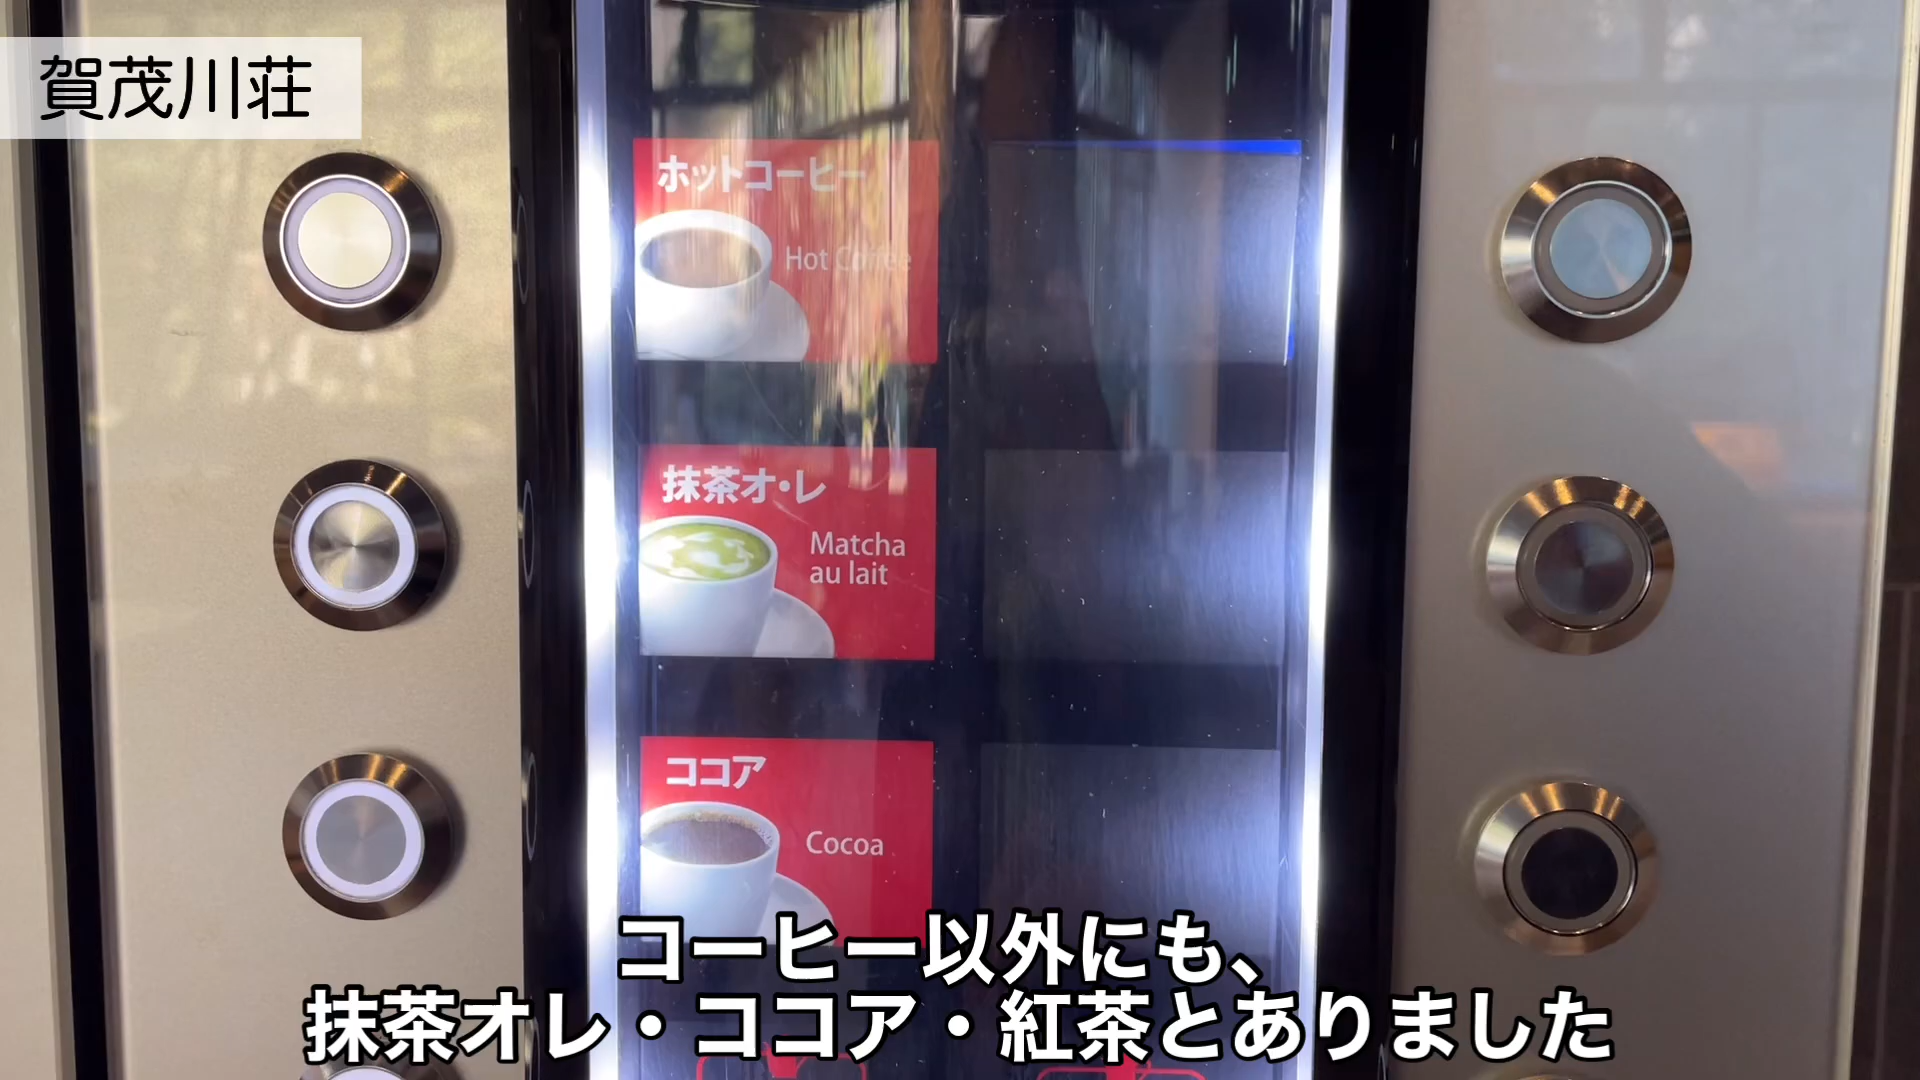 賀茂川荘
ホットコーヒー
Hot Coffee
抹茶オ・レ
Matcha
au lait
ココア
Cocoa
コーヒー以外にも、
抹茶オレ・ココア・紅茶とありました